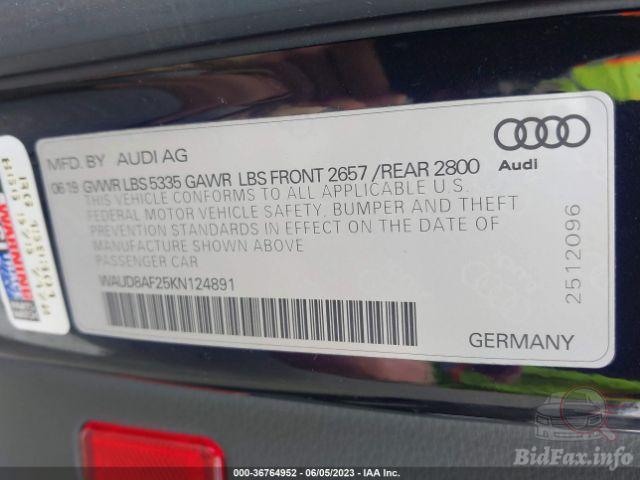 MFD. BY AUDI AG
06 19 GVWR LBS 5335 GAWR LBS FRONT 2657 /REAR 2800
THIS VEHICLE CONFORMS TO ALL APPLICABLE U.S.
FEDERAL MOTOR VEHICLE SAFETY, BUMPER AND THEFT
PREVENTION STANDARDS IN EFFECT ON THE DATE OF
MANUFACTURE SHOWN ABOVE
PASSENGER CAR
WAUD8AF25KN124891
Audi
2512096
GERMANY
WARNING
000-36764952 - 06/05/2023 - IAA Inc.
BidFax.info